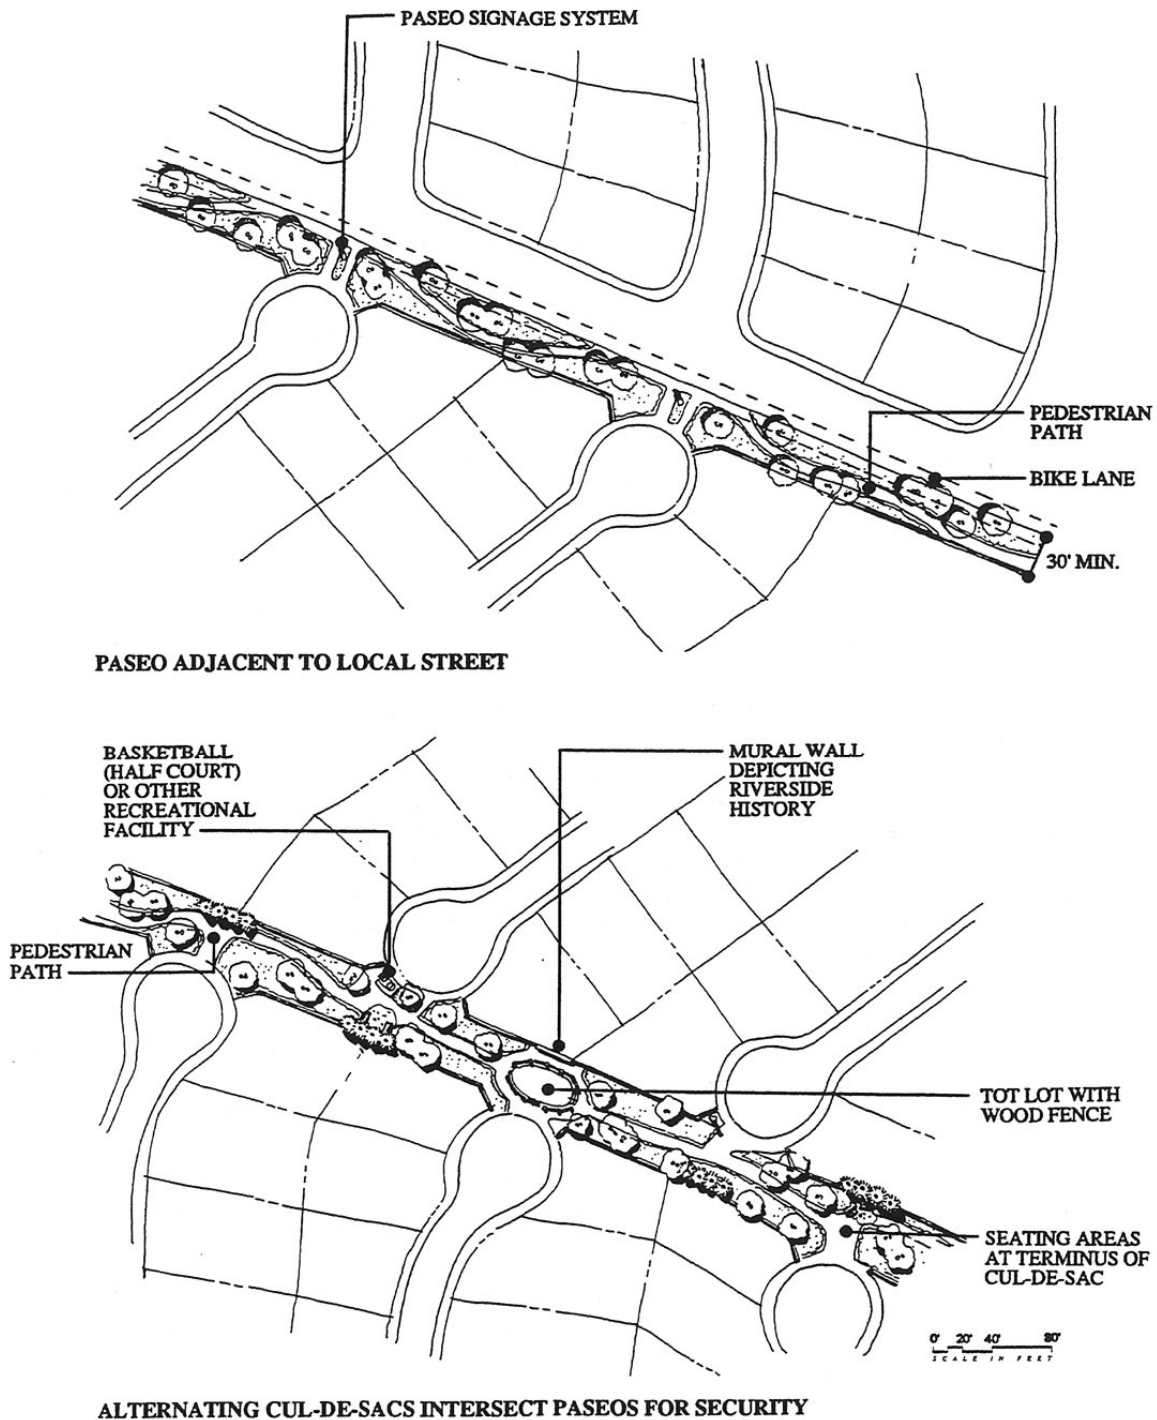 PASEO SIGNAGE SYSTEM
PEDESTRIAN
PATH
BIKE LANE
30' MIN.
PASEO ADJACENT TO LOCAL STREET
BASKETBALL
(HALF COURT)
OR OTHER
RECREATIONAL
FACILITY
MURAL WALL
DEPICTING
RIVERSIDE
HISTORY
PEDESTRIAN
PATH
TOT LOT WITH
WOOD FENCE
SEATING AREAS
AT TERMINUS OF
CUL-DE-SAC
0' 20' 40' 80'
SCALE IN FEET
ALTERNATING CUL-DE-SACS INTERSECT PASEOS FOR SECURITY